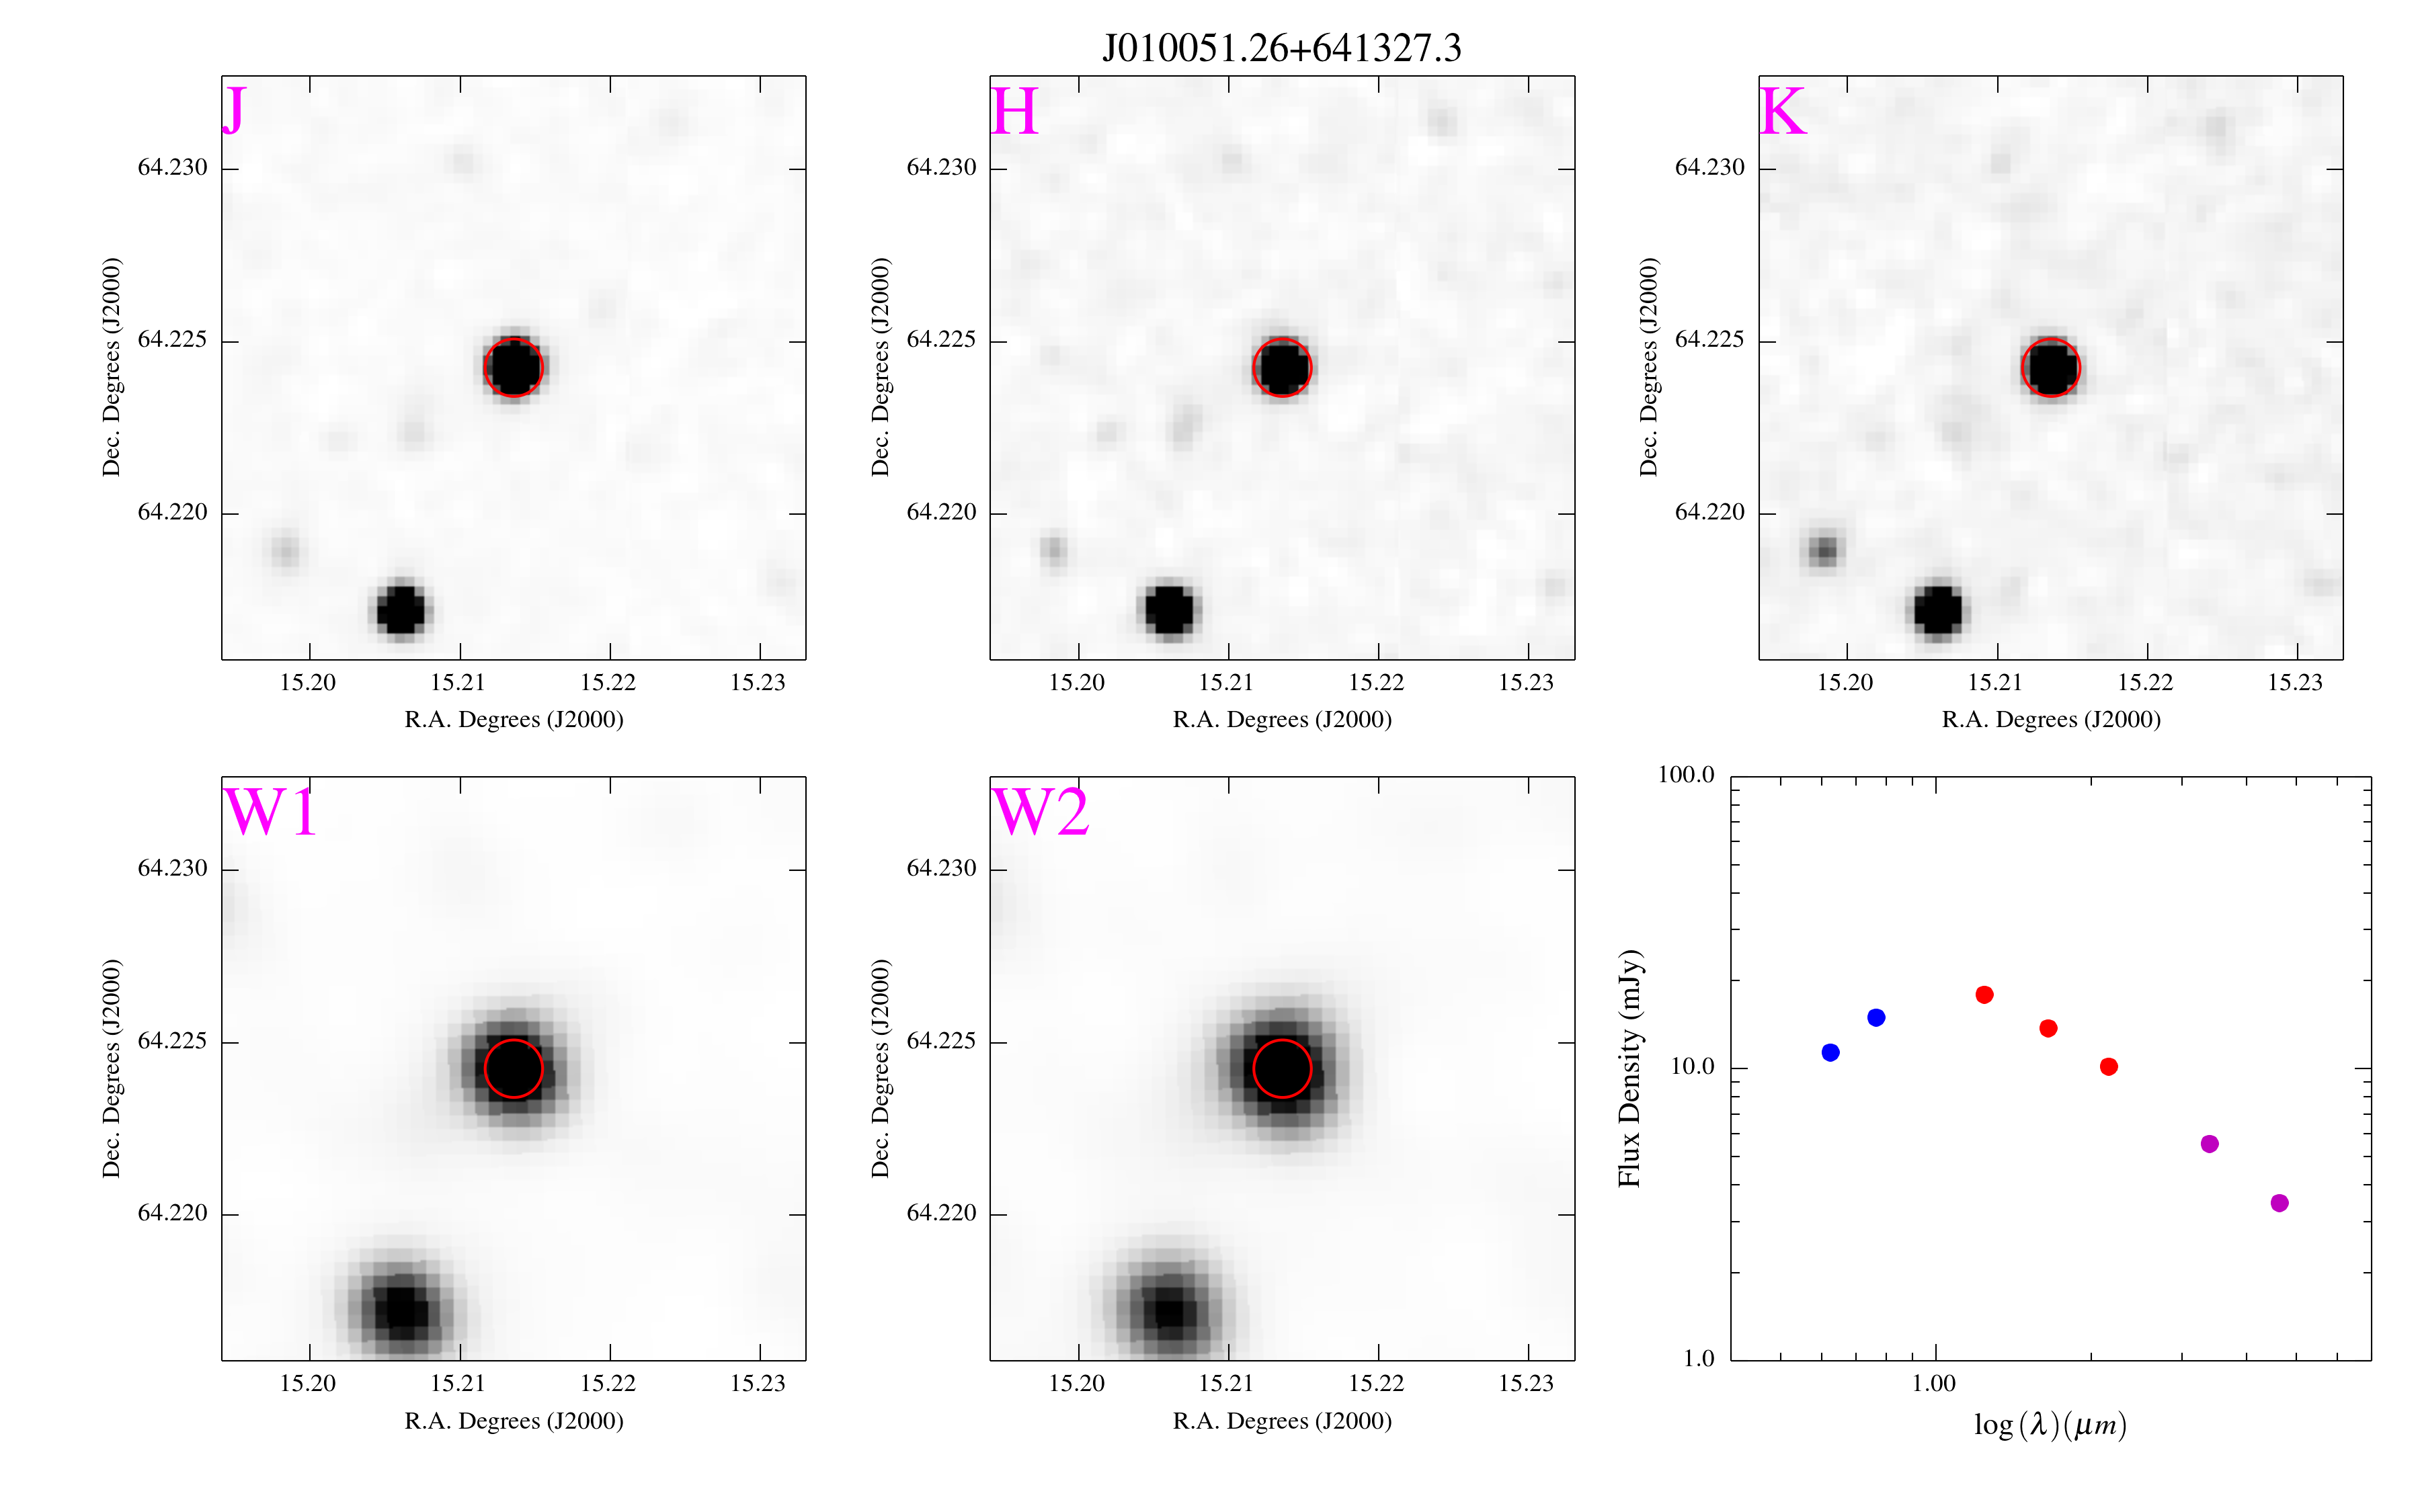 J010051.26+641327.3
J
64.230
64.225
64.220
Dec. Degrees (J2000)
15.20 15.21 15.22 15.23
R.A. Degrees (J2000)
H
64.230
64.225
64.220
Dec. Degrees (J2000)
15.20 15.21 15.22 15.23
R.A. Degrees (J2000)
K
64.230
64.225
64.220
Dec. Degrees (J2000)
15.20 15.21 15.22 15.23
R.A. Degrees (J2000)
W1
64.230
64.225
64.220
Dec. Degrees (J2000)
15.20 15.21 15.22 15.23
R.A. Degrees (J2000)
W2
64.230
64.225
64.220
Dec. Degrees (J2000)
15.20 15.21 15.22 15.23
R.A. Degrees (J2000)
100.0
10.0
1.0
Flux Density (mJy)
1.00
log (λ)(μm)